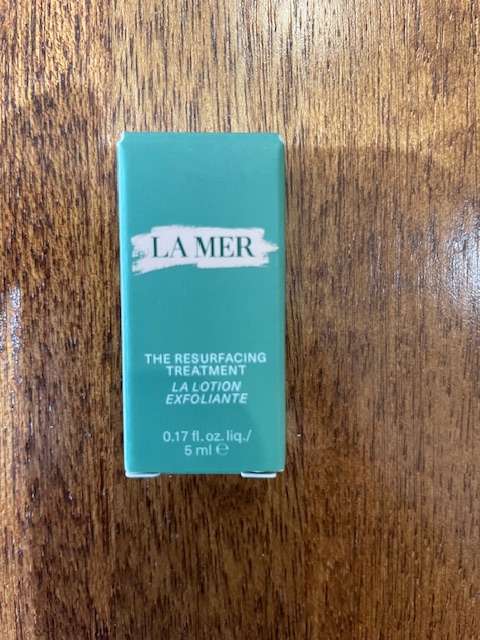 LA MER
THE RESURFACING
TREATMENT
LA LOTION
EXFOLIANTE
0.17 fl. oz. liq./
5 ml ℮